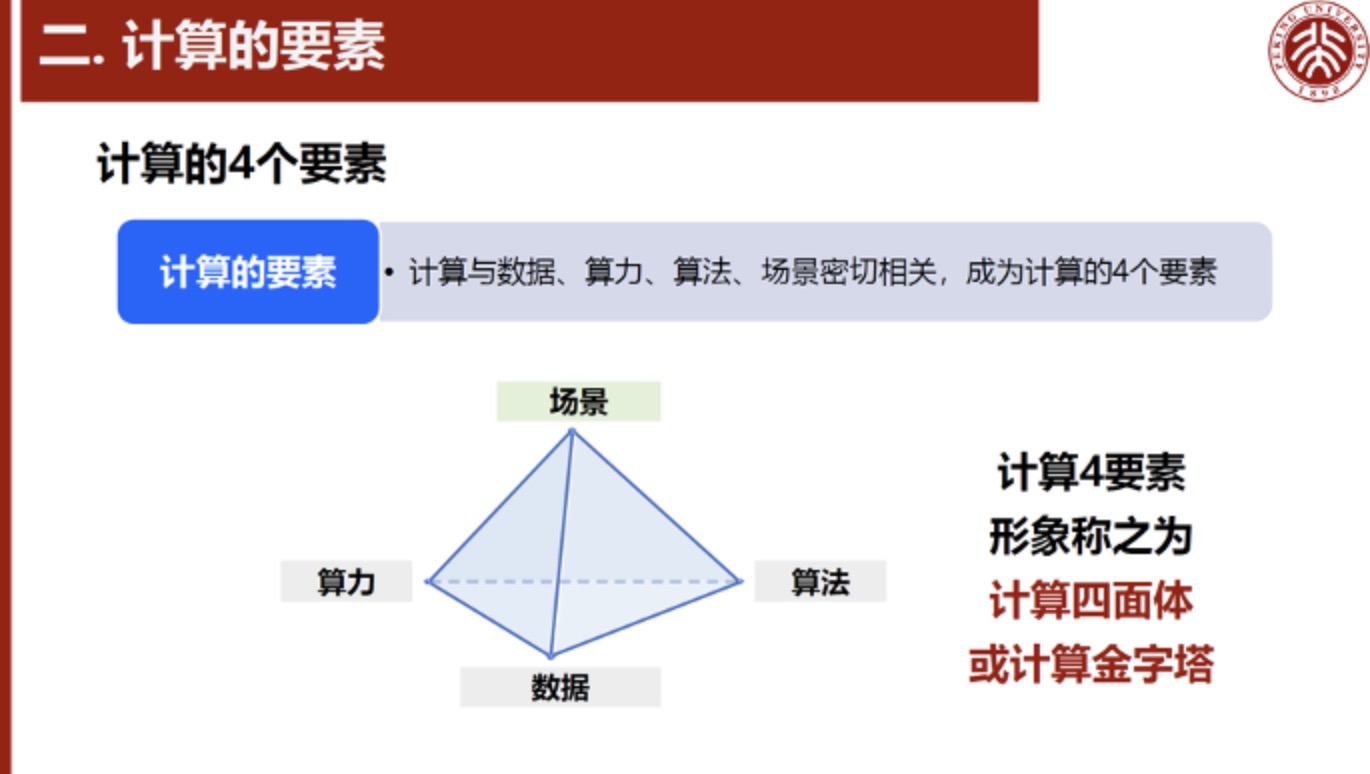 二. 计算的要素
PEKING UNIVERSITY
1898
计算的4个要素
计算的要素
• 计算与数据、算力、算法、场景密切相关，成为计算的4个要素
场景
算力
算法
数据
计算4要素
形象称之为
计算四面体
或计算金字塔